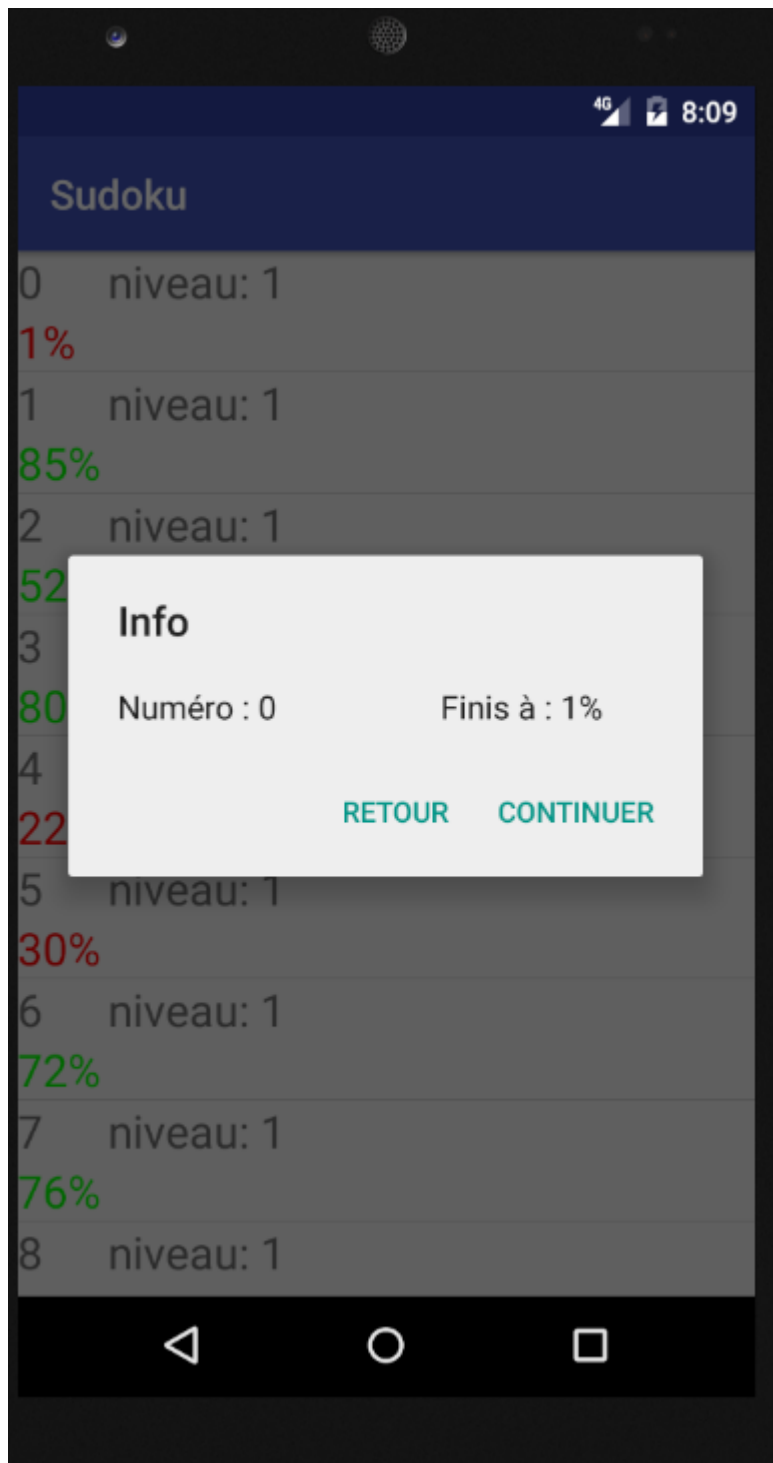 4G 8:09
Sudoku
0 niveau: 1
1%
1 niveau: 1
85%
2 niveau: 1
52
3
80
4
22
Info
Numéro : 0 Finis à : 1%
RETOUR CONTINUER
5 niveau: 1
30%
6 niveau: 1
72%
7 niveau: 1
76%
8 niveau: 1